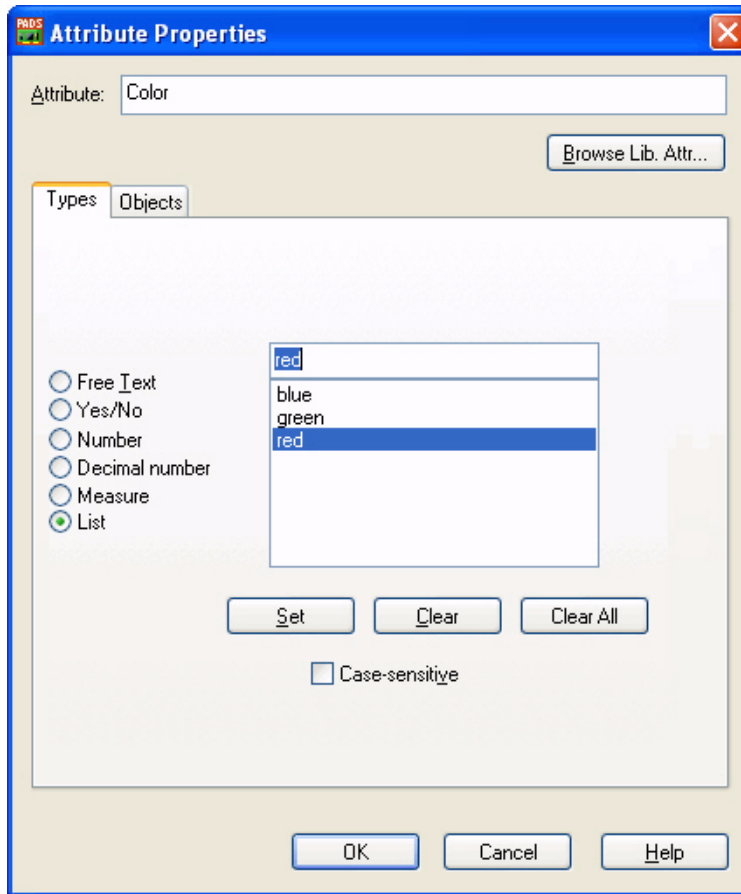 PADS
Attribute Properties
Attribute: Color
Browse Lib. Attr...
Types Objects
red
Free Text
Yes/No
Number
Decimal number
Measure
List
blue
green
red
Set Clear Clear All
Case-sensitive
OK Cancel Help